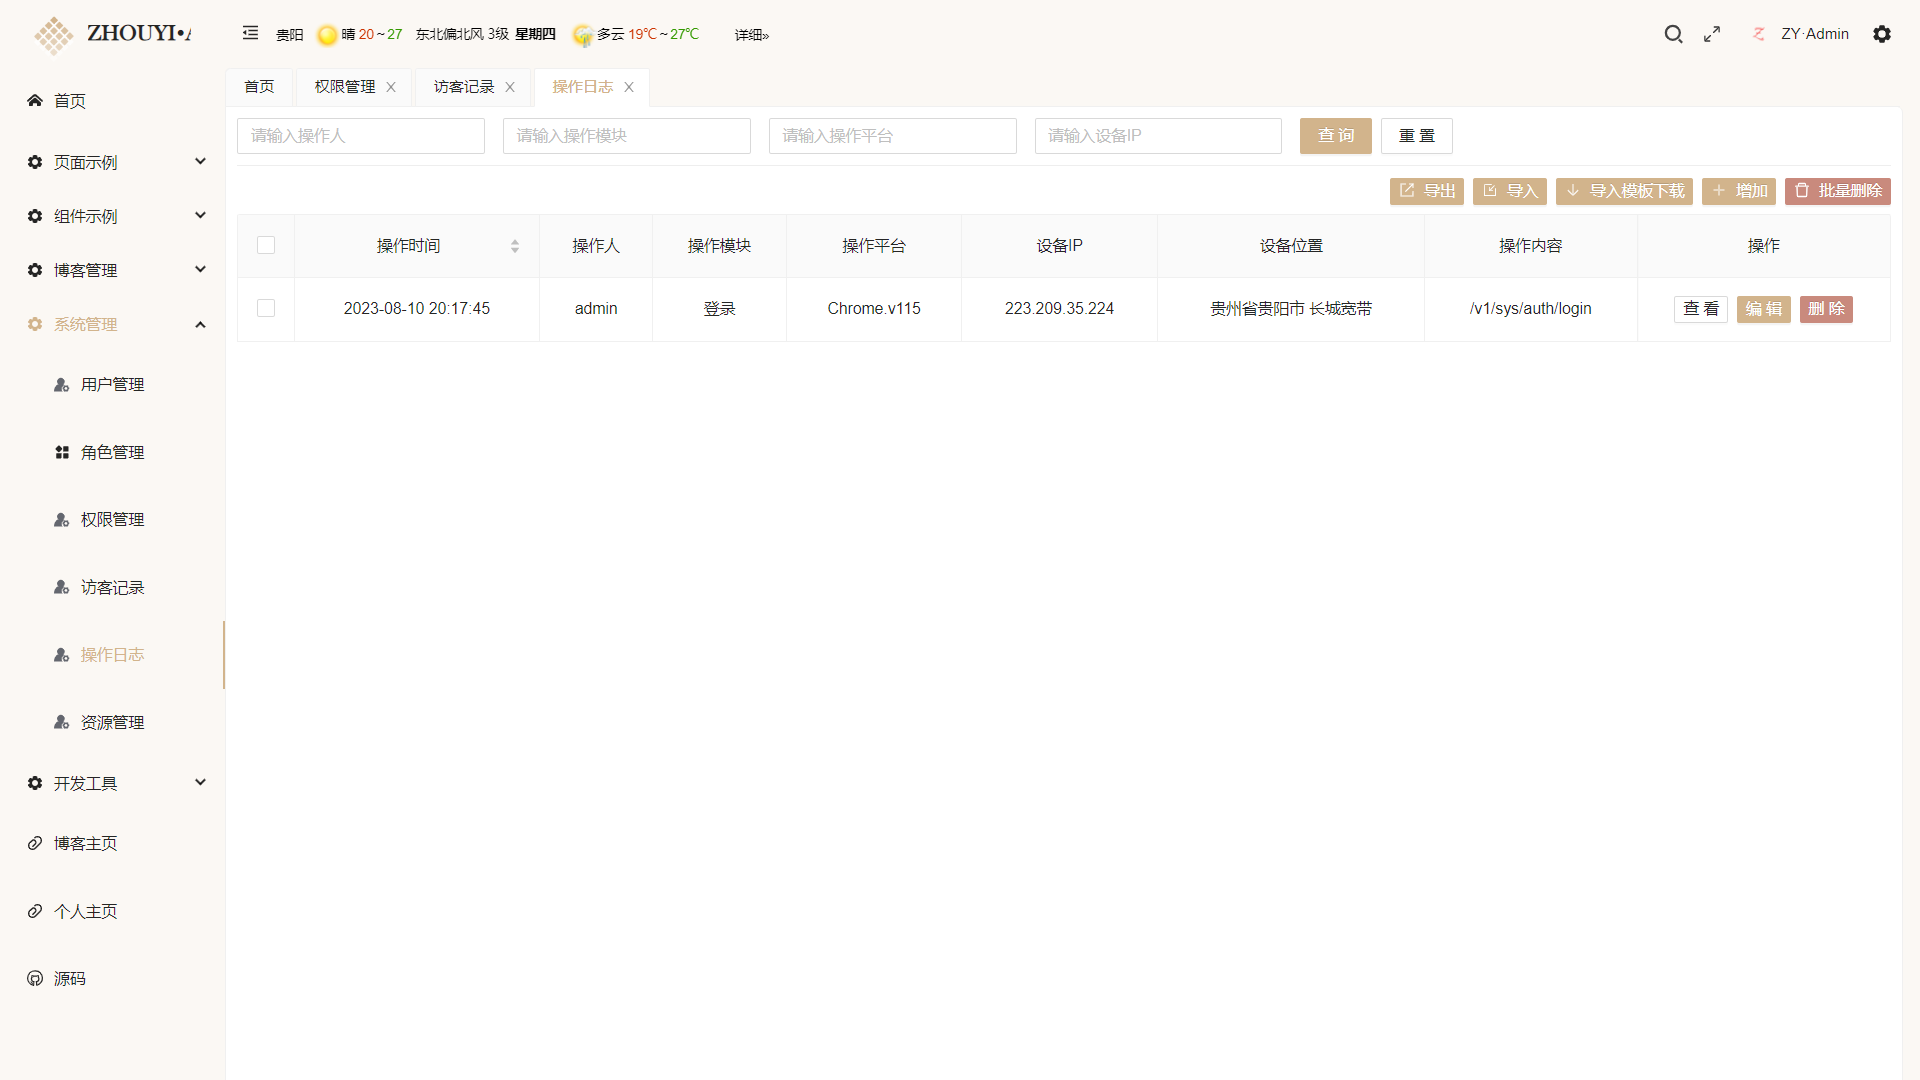 ZHOUYI•
贵阳 晴 20~27 东北偏北风 3级 星期四 多云 19℃~27℃ 详细»
ZY·Admin
首页
页面示例
组件示例
博客管理
系统管理
用户管理
角色管理
权限管理
访客记录
操作日志
资源管理
开发工具
博客主页
个人主页
源码
首页 权限管理 访客记录 操作日志
请输入操作人 请输入操作模块 请输入操作平台 请输入设备IP 查 询 重 置
导出 导入 导入模板下载 增加 批量删除
操作时间 操作人 操作模块 操作平台 设备IP 设备位置 操作内容 操作
2023-08-10 20:17:45 admin 登录 Chrome.v115 223.209.35.224 贵州省贵阳市 长城宽带 /v1/sys/auth/login 查 看 编 辑 删 除